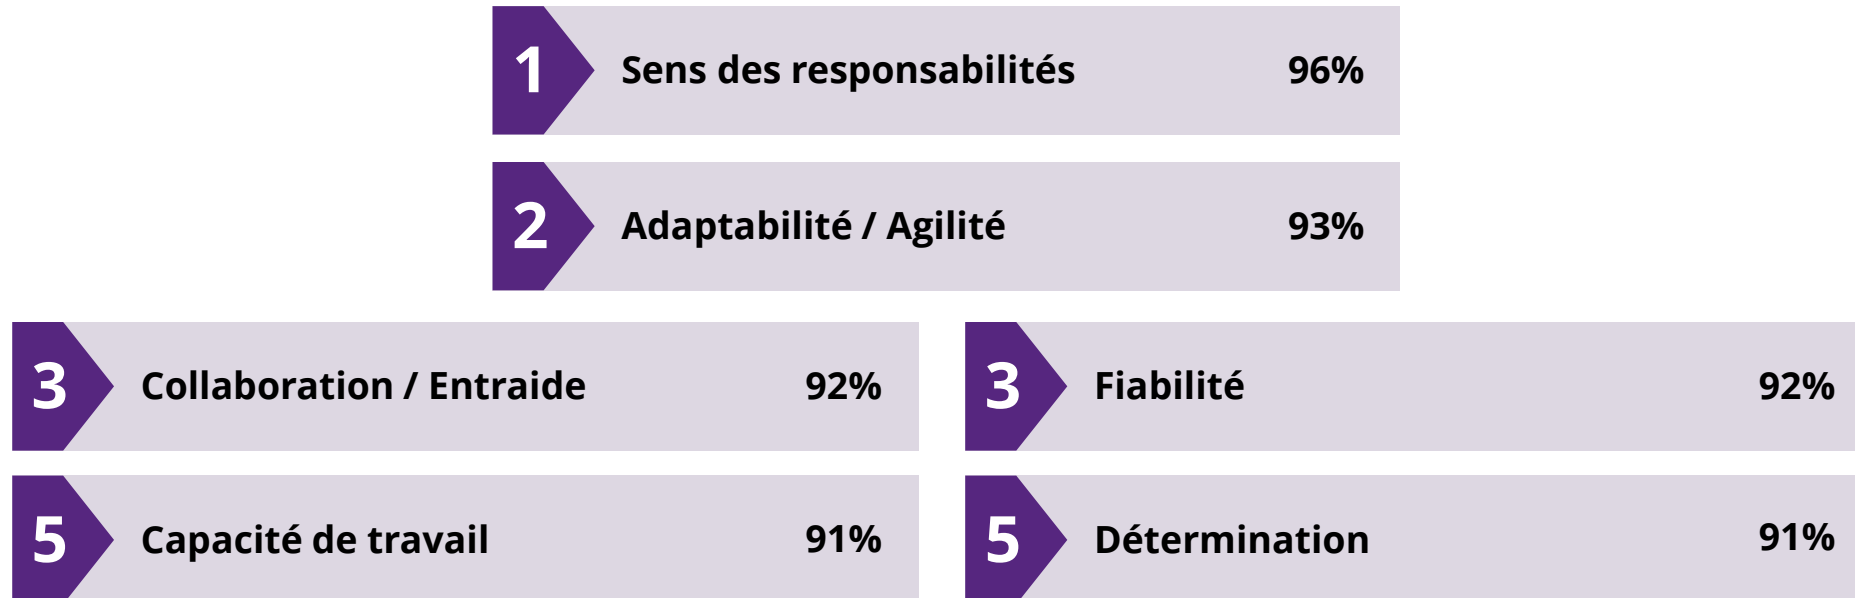 1 Sens des responsabilités 96%
2 Adaptabilité / Agilité 93%
3 Collaboration / Entraide 92%
3 Fiabilité 92%
5 Capacité de travail 91%
5 Détermination 91%